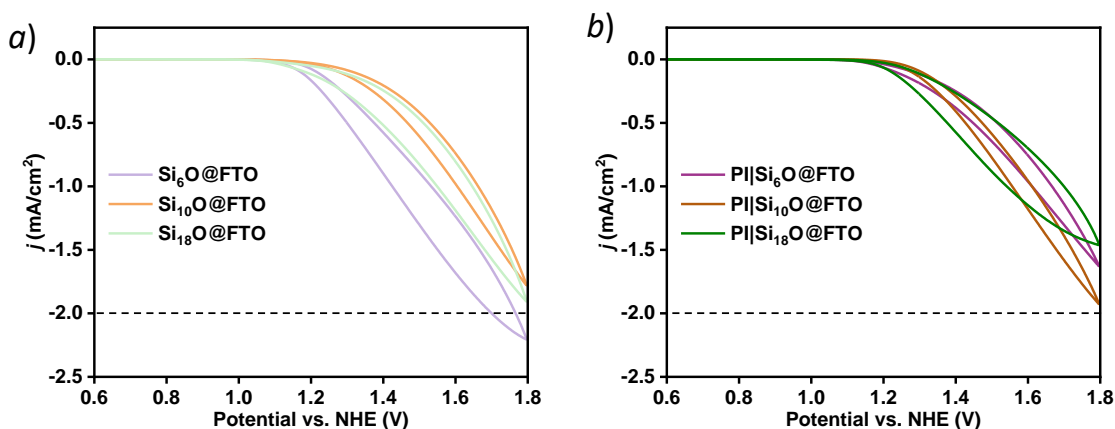 a)
0.0
-0.5
-1.0
-1.5
-2.0
-2.5
j (mA/cm²)
Si₆O@FTO
Si₁₀O@FTO
Si₁₈O@FTO
0.6 0.8 1.0 1.2 1.4 1.6 1.8
Potential vs. NHE (V)
b)
0.0
-0.5
-1.0
-1.5
-2.0
-2.5
j (mA/cm²)
PI|Si₆O@FTO
PI|Si₁₀O@FTO
PI|Si₁₈O@FTO
0.6 0.8 1.0 1.2 1.4 1.6 1.8
Potential vs. NHE (V)